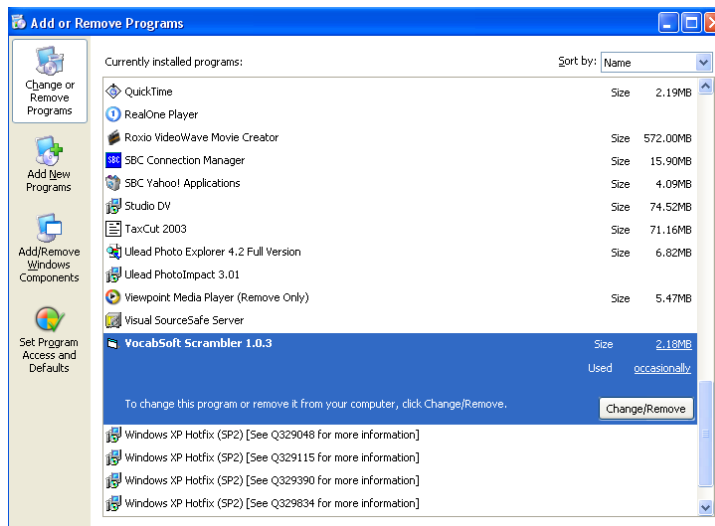 Add or Remove Programs
Change or
Remove
Programs
Add New
Programs
Add/Remove
Windows
Components
Set Program
Access and
Defaults
Currently installed programs:
Sort by: Name
QuickTime Size 2.19MB
RealOne Player
Roxio VideoWave Movie Creator Size 572.00MB
SBC SBC Connection Manager Size 15.90MB
SBC Yahoo! Applications Size 4.09MB
Studio DV Size 74.52MB
TaxCut 2003 Size 71.16MB
Ulead Photo Explorer 4.2 Full Version Size 6.82MB
Ulead PhotoImpact 3.01
Viewpoint Media Player (Remove Only) Size 5.47MB
Visual SourceSafe Server
VocabSoft Scrambler 1.0.3 Size 2.18MB
Used occasionally
To change this program or remove it from your computer, click Change/Remove. Change/Remove
Windows XP Hotfix (SP2) [See Q329048 for more information]
Windows XP Hotfix (SP2) [See Q329115 for more information]
Windows XP Hotfix (SP2) [See Q329390 for more information]
Windows XP Hotfix (SP2) [See Q329834 for more information]